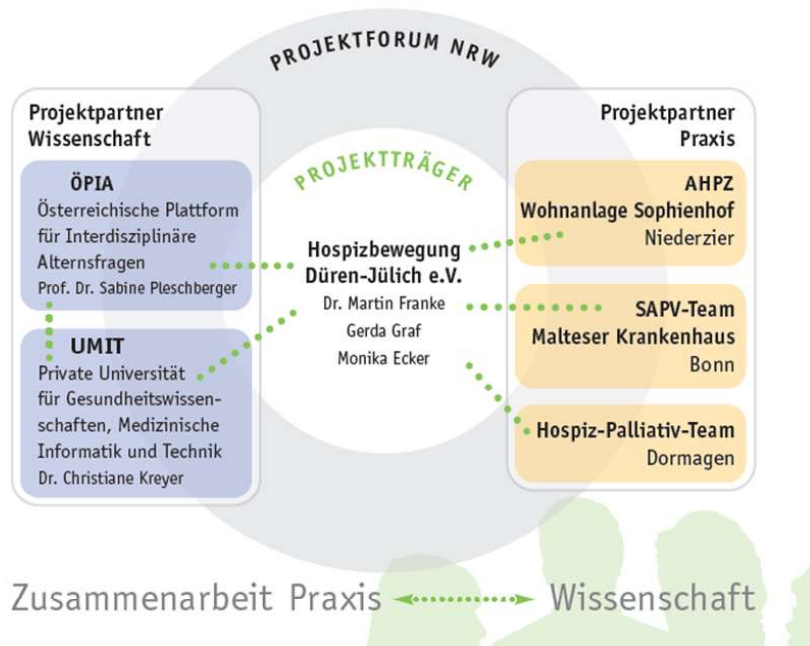 PROJEKTFORUM NRW
Projektpartner
Wissenschaft
ÖPIA
Österreichische Plattform
für Interdisziplinäre
Alternsfragen
Prof. Dr. Sabine Pleschberger
UMIT
Private Universität
für Gesundheitswissen-
schaften, Medizinische
Informatik und Technik
Dr. Christiane Kreyer
PROJEKTTRÄGER
Hospizbewegung
Düren-Jülich e.V.
Dr. Martin Franke
Gerda Graf
Monika Ecker
Projektpartner
Praxis
AHPZ
Wohnanlage Sophienhof
Niederzier
SAPV-Team
Malteser Krankenhaus
Bonn
Hospiz-Palliativ-Team
Dormagen
Zusammenarbeit Praxis Wissenschaft